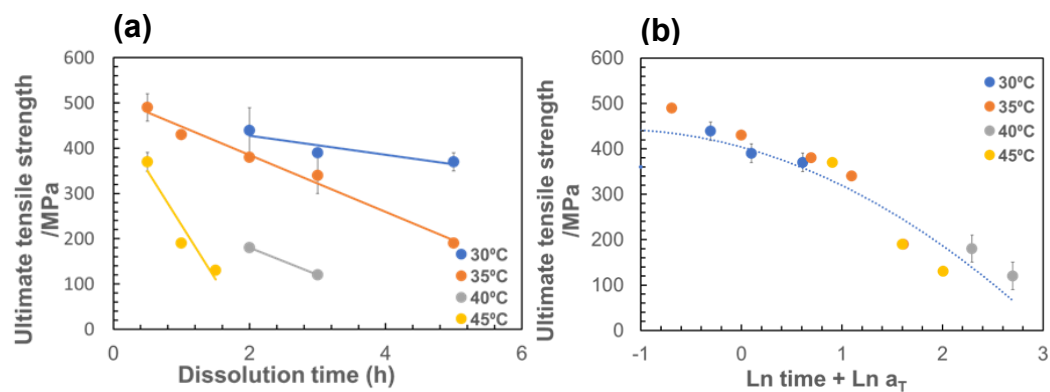 (a)
Ultimate tensile strength
/MPa
600
500
400
300
200
100
0
0
2
4
6
Dissolution time (h)
30ºC
35ºC
40ºC
45ºC
(b)
Ultimate tensile strength
/MPa
600
500
400
300
200
100
0
-1
0
1
2
3
Ln time + Ln aT
30ºC
35ºC
40ºC
45ºC